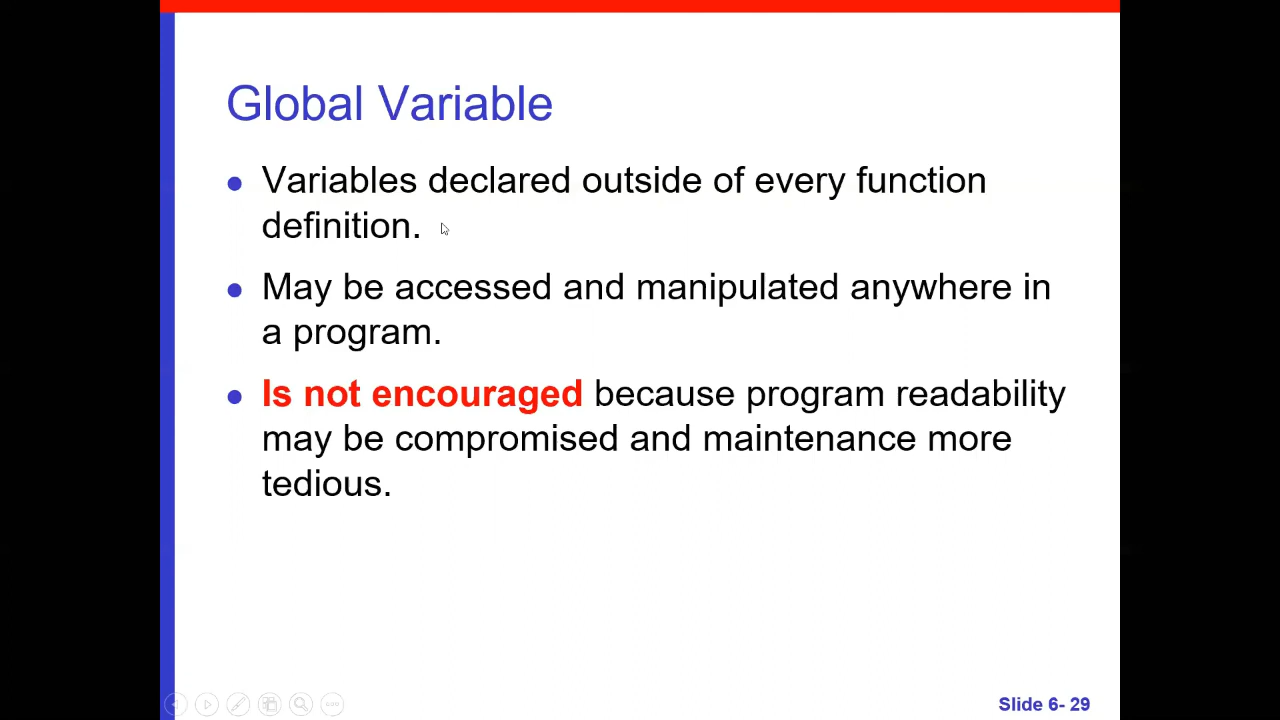 Global Variable
● Variables declared outside of every function
definition.
● May be accessed and manipulated anywhere in
a program.
● Is not encouraged because program readability
may be compromised and maintenance more
tedious.
Slide 6- 29